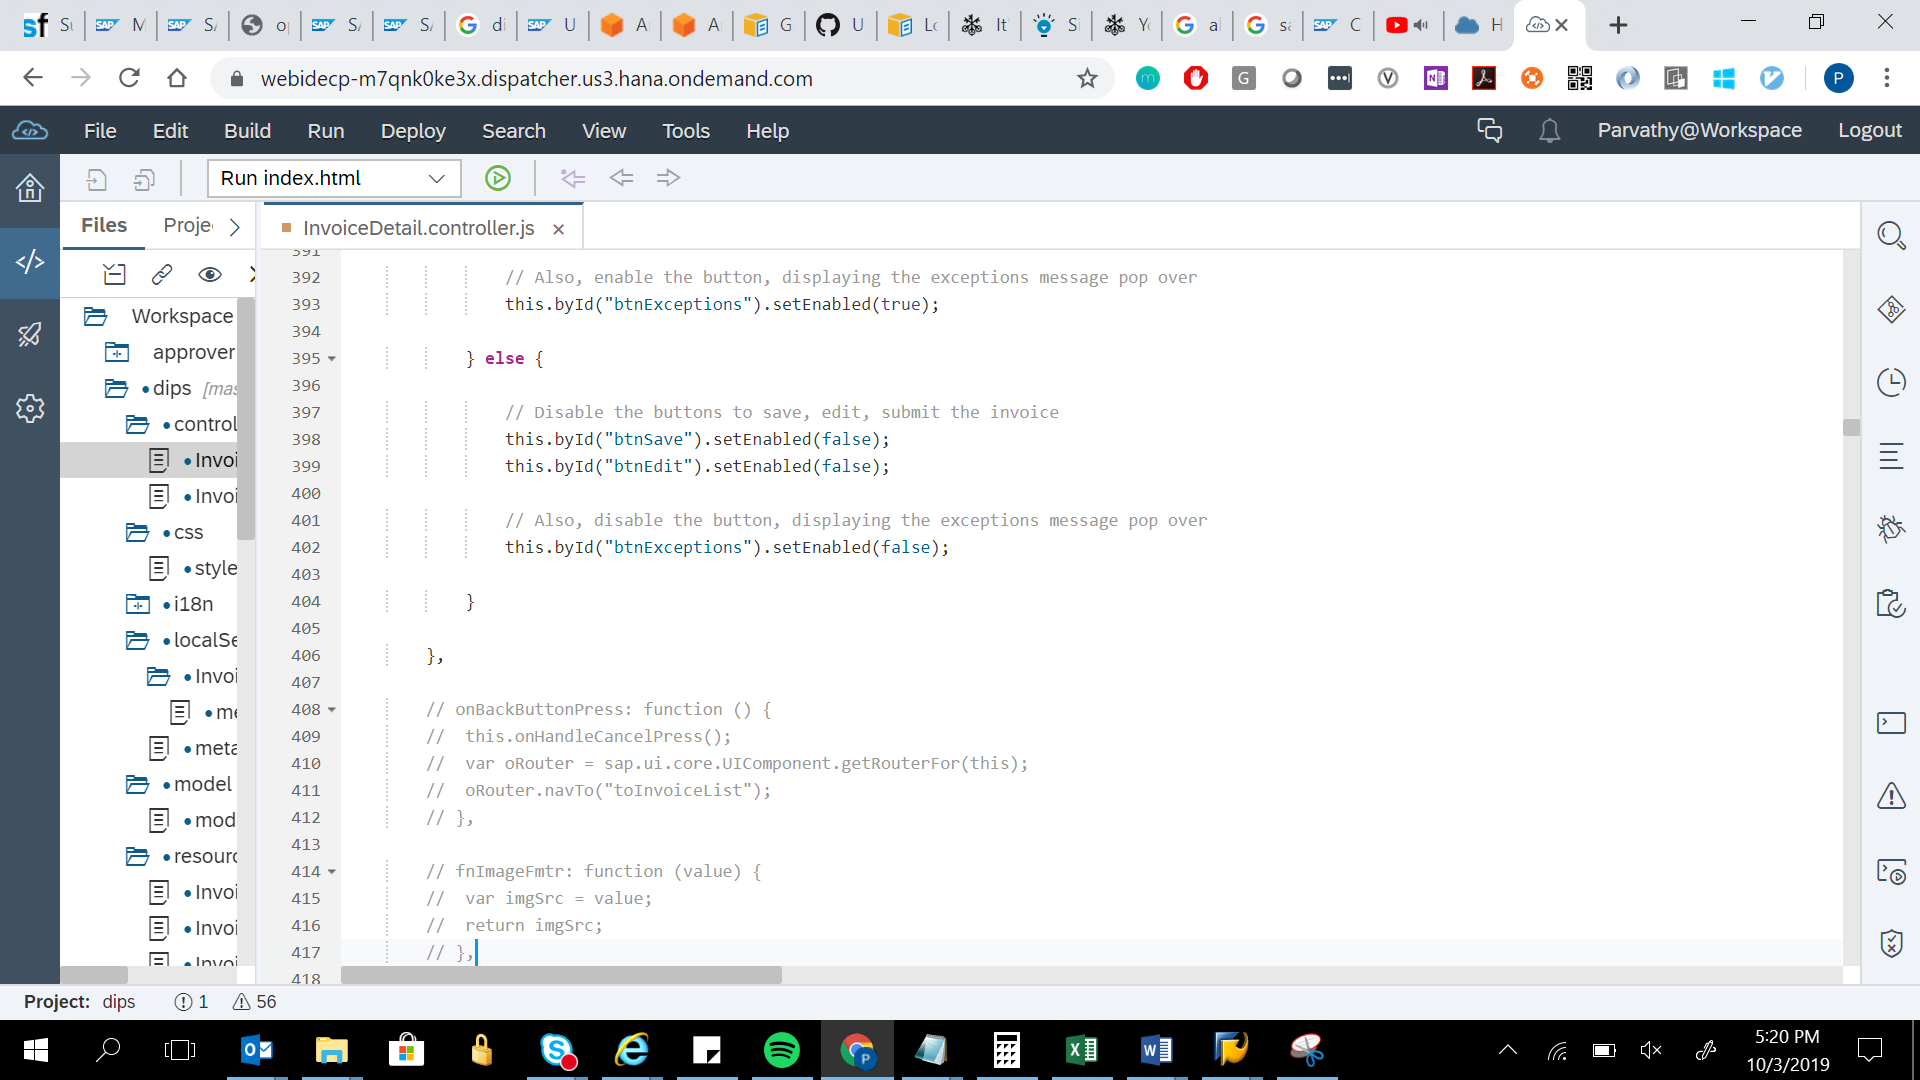 webidecp-m7qnk0ke3x.dispatcher.us3.hana.ondemand.com
File Edit Build Run Deploy Search View Tools Help
Parvathy@Workspace Logout
Run index.html
Files
InvoiceDetail.controller.js
Workspace
approver
dips
css
i18n
model
391
392 // Also, enable the button, displaying the exceptions message pop over
393 this.byId("btnExceptions").setEnabled(true);
394
395 } else {
396
397 // Disable the buttons to save, edit, submit the invoice
398 this.byId("btnSave").setEnabled(false);
399 this.byId("btnEdit").setEnabled(false);
400
401 // Also, disable the button, displaying the exceptions message pop over
402 this.byId("btnExceptions").setEnabled(false);
403
404 }
405
406 },
407
408 // onBackButtonPress: function () {
409 // this.onHandleCancelPress();
410 // var oRouter = sap.ui.core.UIComponent.getRouterFor(this);
411 // oRouter.navTo("toInvoiceList");
412 // },
413
414 // fnImageFmtr: function (value) {
415 // var imgSrc = value;
416 // return imgSrc;
417 // },
418
Project: dips 1 56
5:20 PM
10/3/2019